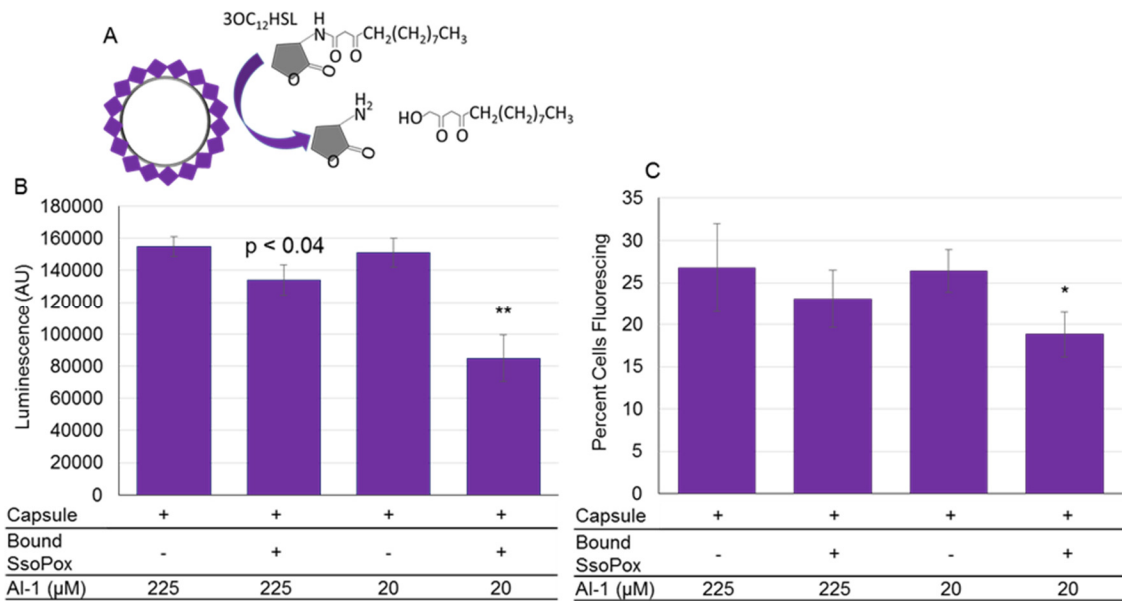 A
3OC12HSL
H
N
CH2(CH2)7CH3
O O
O
O
H2
N
HO
CH2(CH2)7CH3
O O
O
O
B
Luminescence (AU)
180000
160000
140000
120000
100000
80000
60000
40000
20000
0
p < 0.04
**
Capsule + + + +
Bound
SsoPox - + - +
AI-1 (µM) 225 225 20 20
C
Percent Cells Fluorescing
35
30
25
20
15
10
5
0
*
Capsule + + + +
Bound
SsoPox - + - +
AI-1 (µM) 225 225 20 20